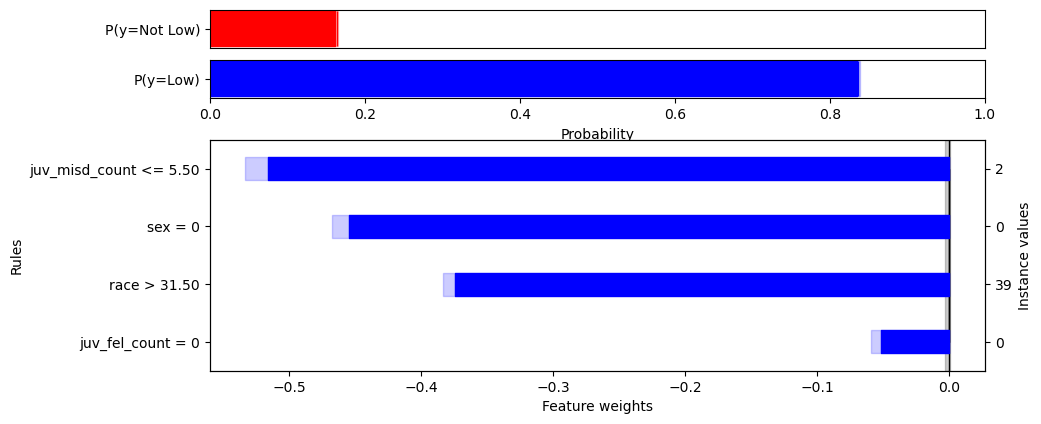 P(y=Not Low)
P(y=Low)
0.0 0.2 0.4 0.6 0.8 1.0
Probability
juv_misd_count <= 5.50 2
sex = 0 0
race > 31.50 39
juv_fel_count = 0 0
Rules
Instance values
−0.5 −0.4 −0.3 −0.2 −0.1 0.0
Feature weights